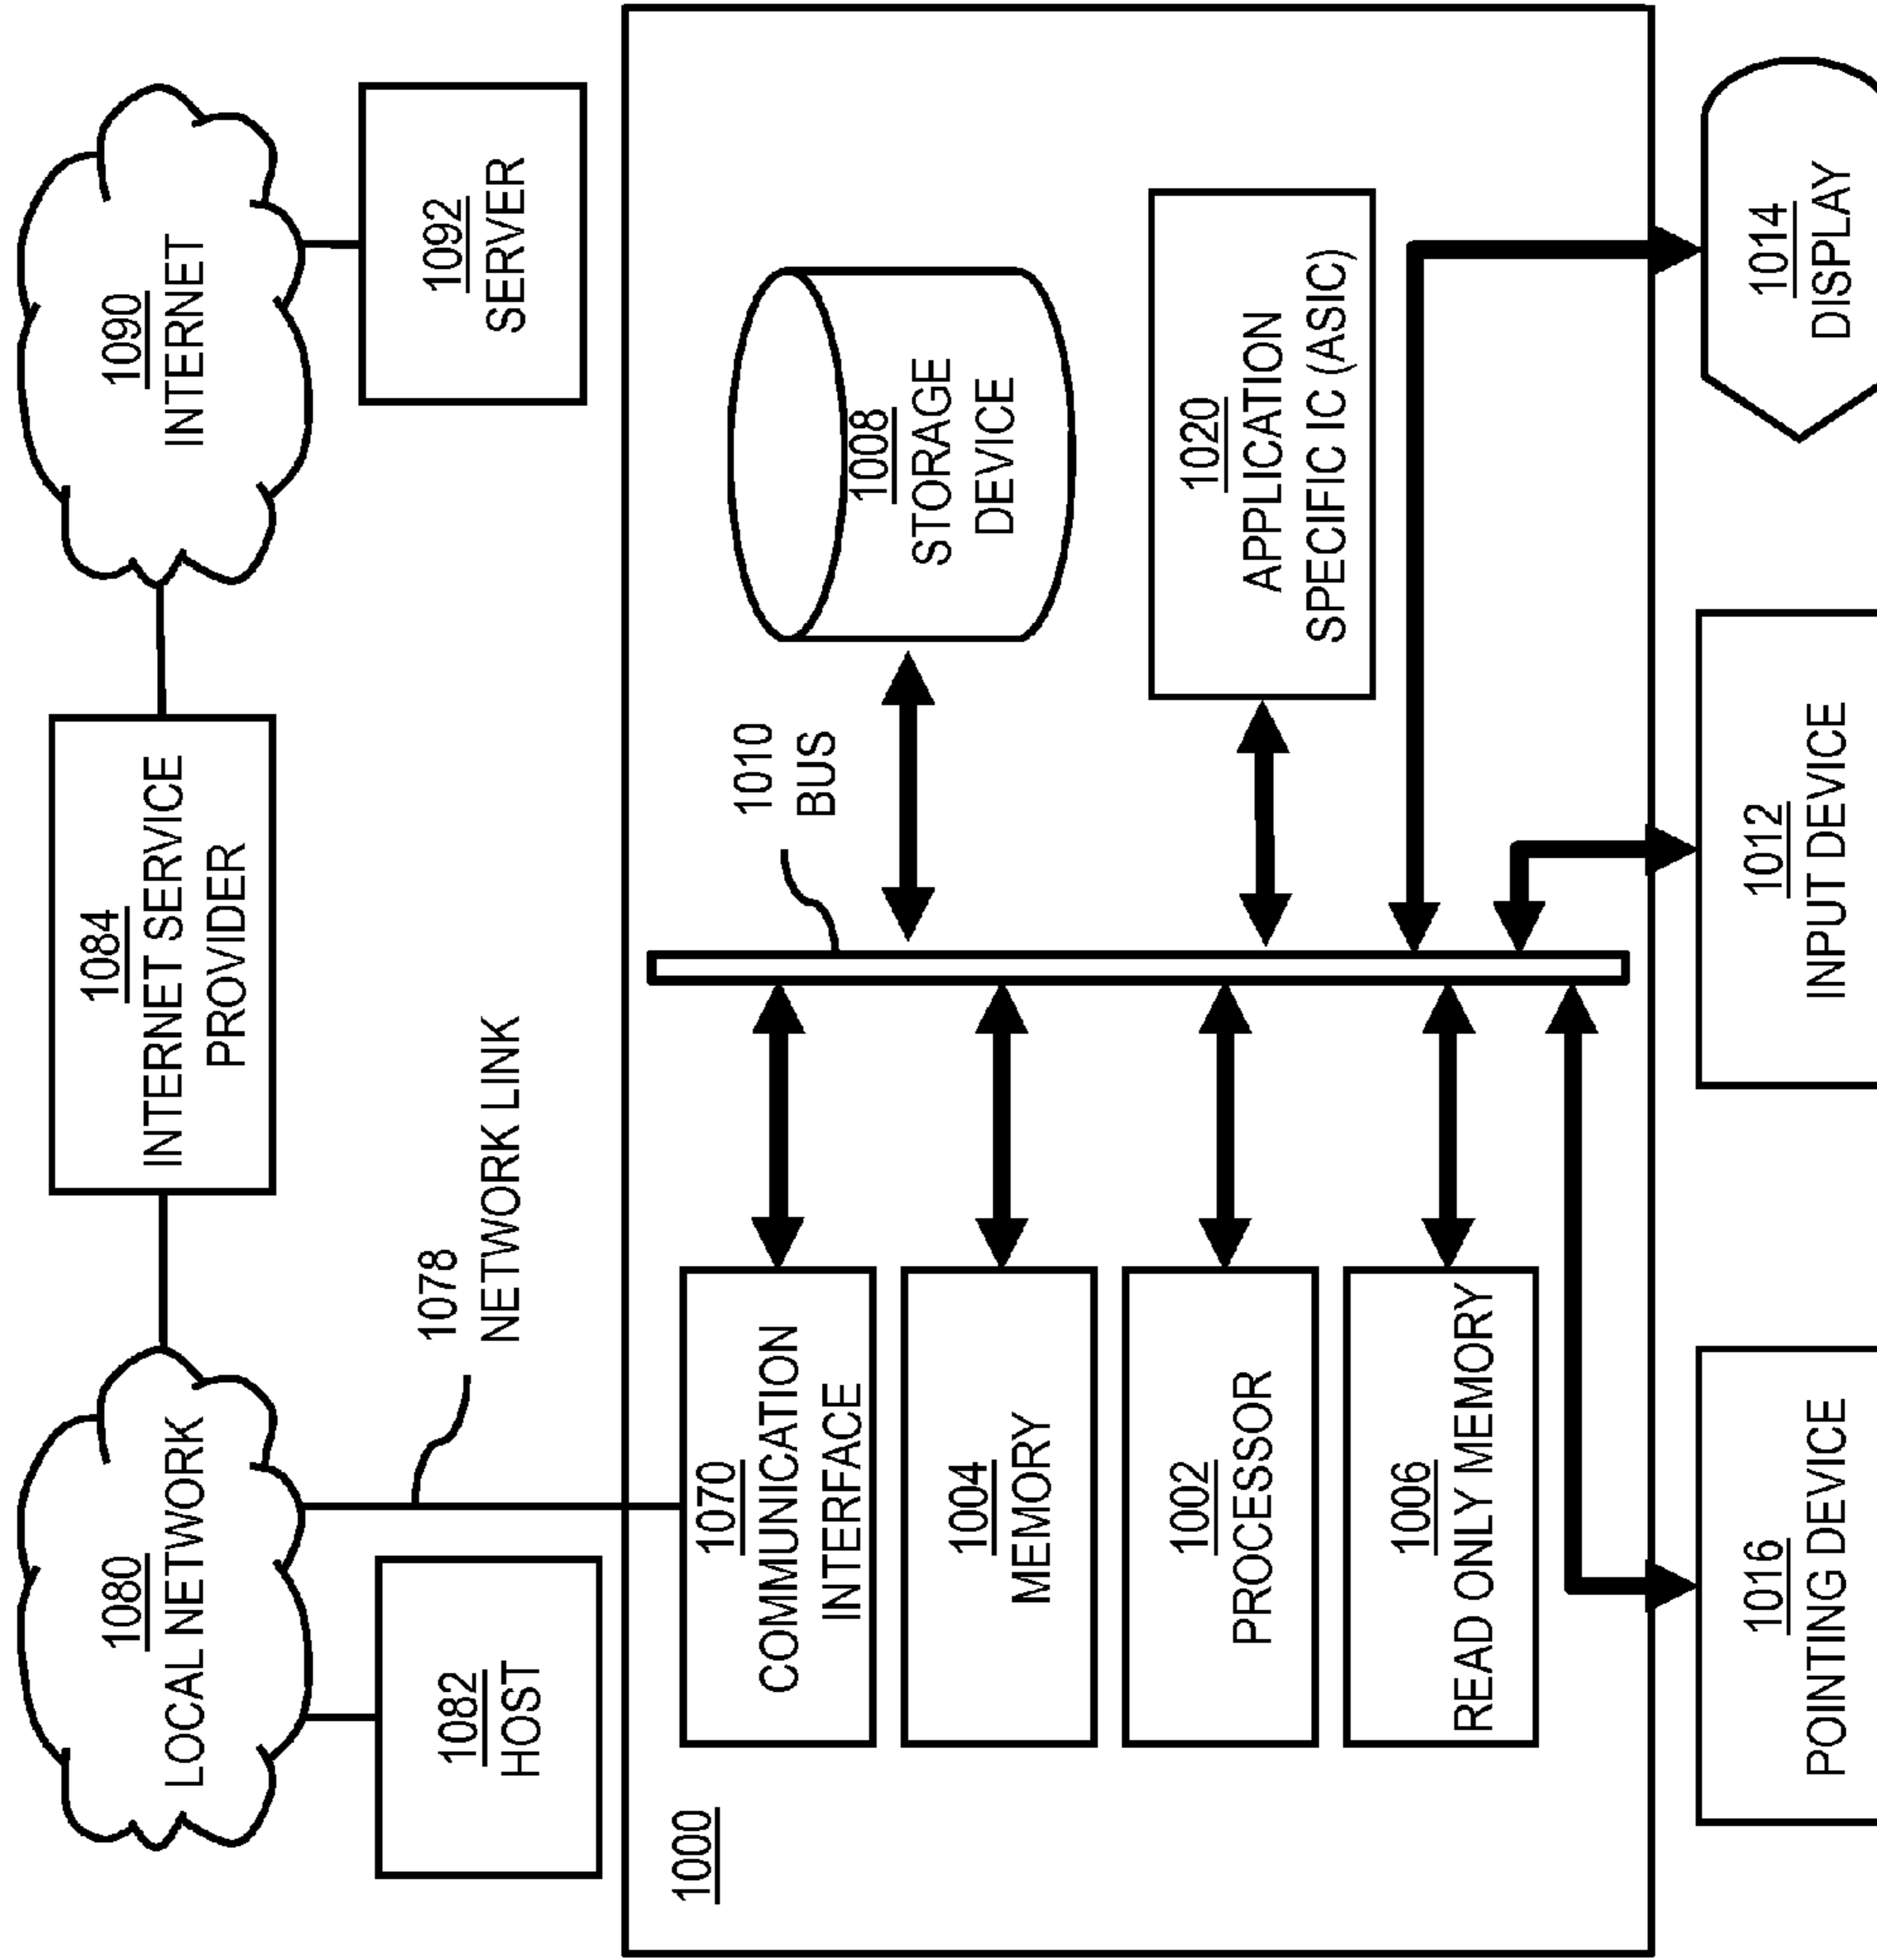 1080
LOCAL NETWORK
1084
INTERNET SERVICE
PROVIDER
1090
INTERNET
1082
HOST
1078
NETWORK LINK
1092
SERVER
1000
1070
COMMUNICATION
INTERFACE
1004
MEMORY
1002
PROCESSOR
1006
READ ONLY MEMORY
1010
BUS
1008
STORAGE
DEVICE
1020
APPLICATION
SPECIFIC IC (ASIC)
1016
POINTING DEVICE
1012
INPUT DEVICE
1014
DISPLAY